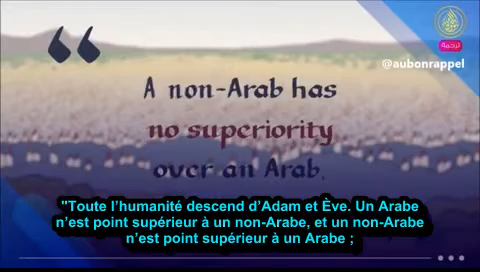 ترجمة
@aubonrappel
“
A non-Arab has
no superiority
over an Arab,
"Toute l’humanité descend d’Adam et Ève. Un Arabe
n’est point supérieur à un non-Arabe, et un non-Arabe
n’est point supérieur à un Arabe ;